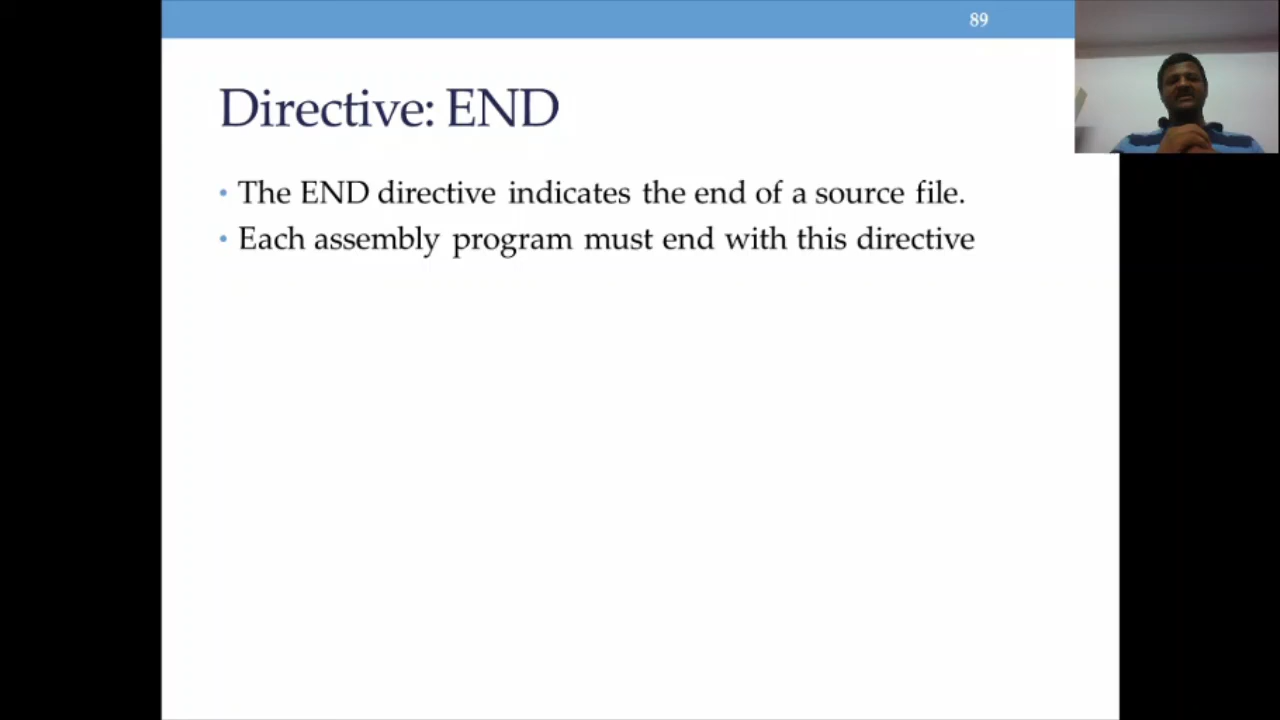 89
Directive: END
• The END directive indicates the end of a source file.
• Each assembly program must end with this directive